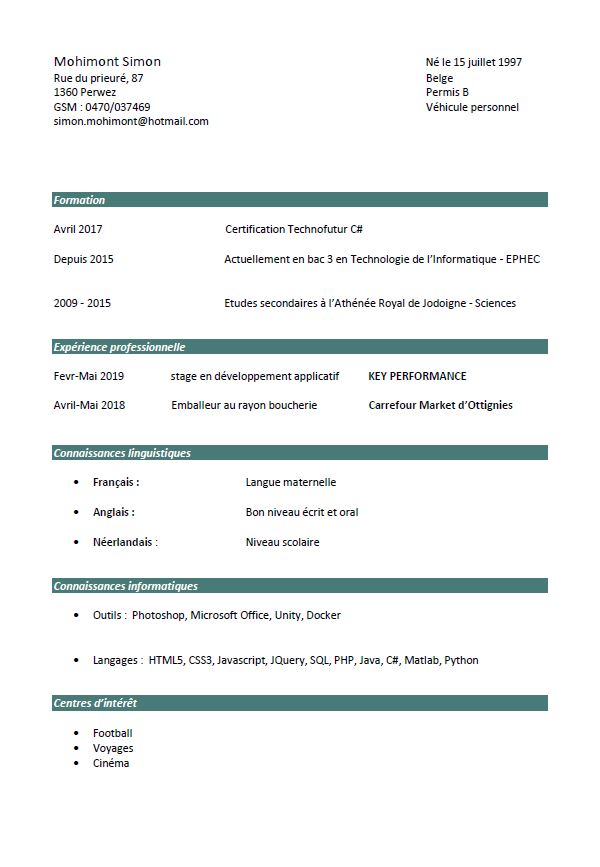 Mohimont Simon Né le 15 juillet 1997
Rue du prieuré, 87 Belge
1360 Perwez Permis B
GSM : 0470/037469 Véhicule personnel
simon.mohimont@hotmail.com
Formation
Avril 2017 Certification Technofutur C#
Depuis 2015 Actuellement en bac 3 en Technologie de l’Informatique - EPHEC
2009 - 2015 Etudes secondaires à l’Athénée Royal de Jodoigne - Sciences
Expérience professionnelle
Fevr-Mai 2019 stage en développement applicatif KEY PERFORMANCE
Avril-Mai 2018 Emballeur au rayon boucherie Carrefour Market d’Ottignies
Connaissances linguistiques
• Français : Langue maternelle
• Anglais : Bon niveau écrit et oral
• Néerlandais : Niveau scolaire
Connaissances informatiques
• Outils : Photoshop, Microsoft Office, Unity, Docker
• Langages : HTML5, CSS3, Javascript, JQuery, SQL, PHP, Java, C#, Matlab, Python
Centres d’intérêt
• Football
• Voyages
• Cinéma